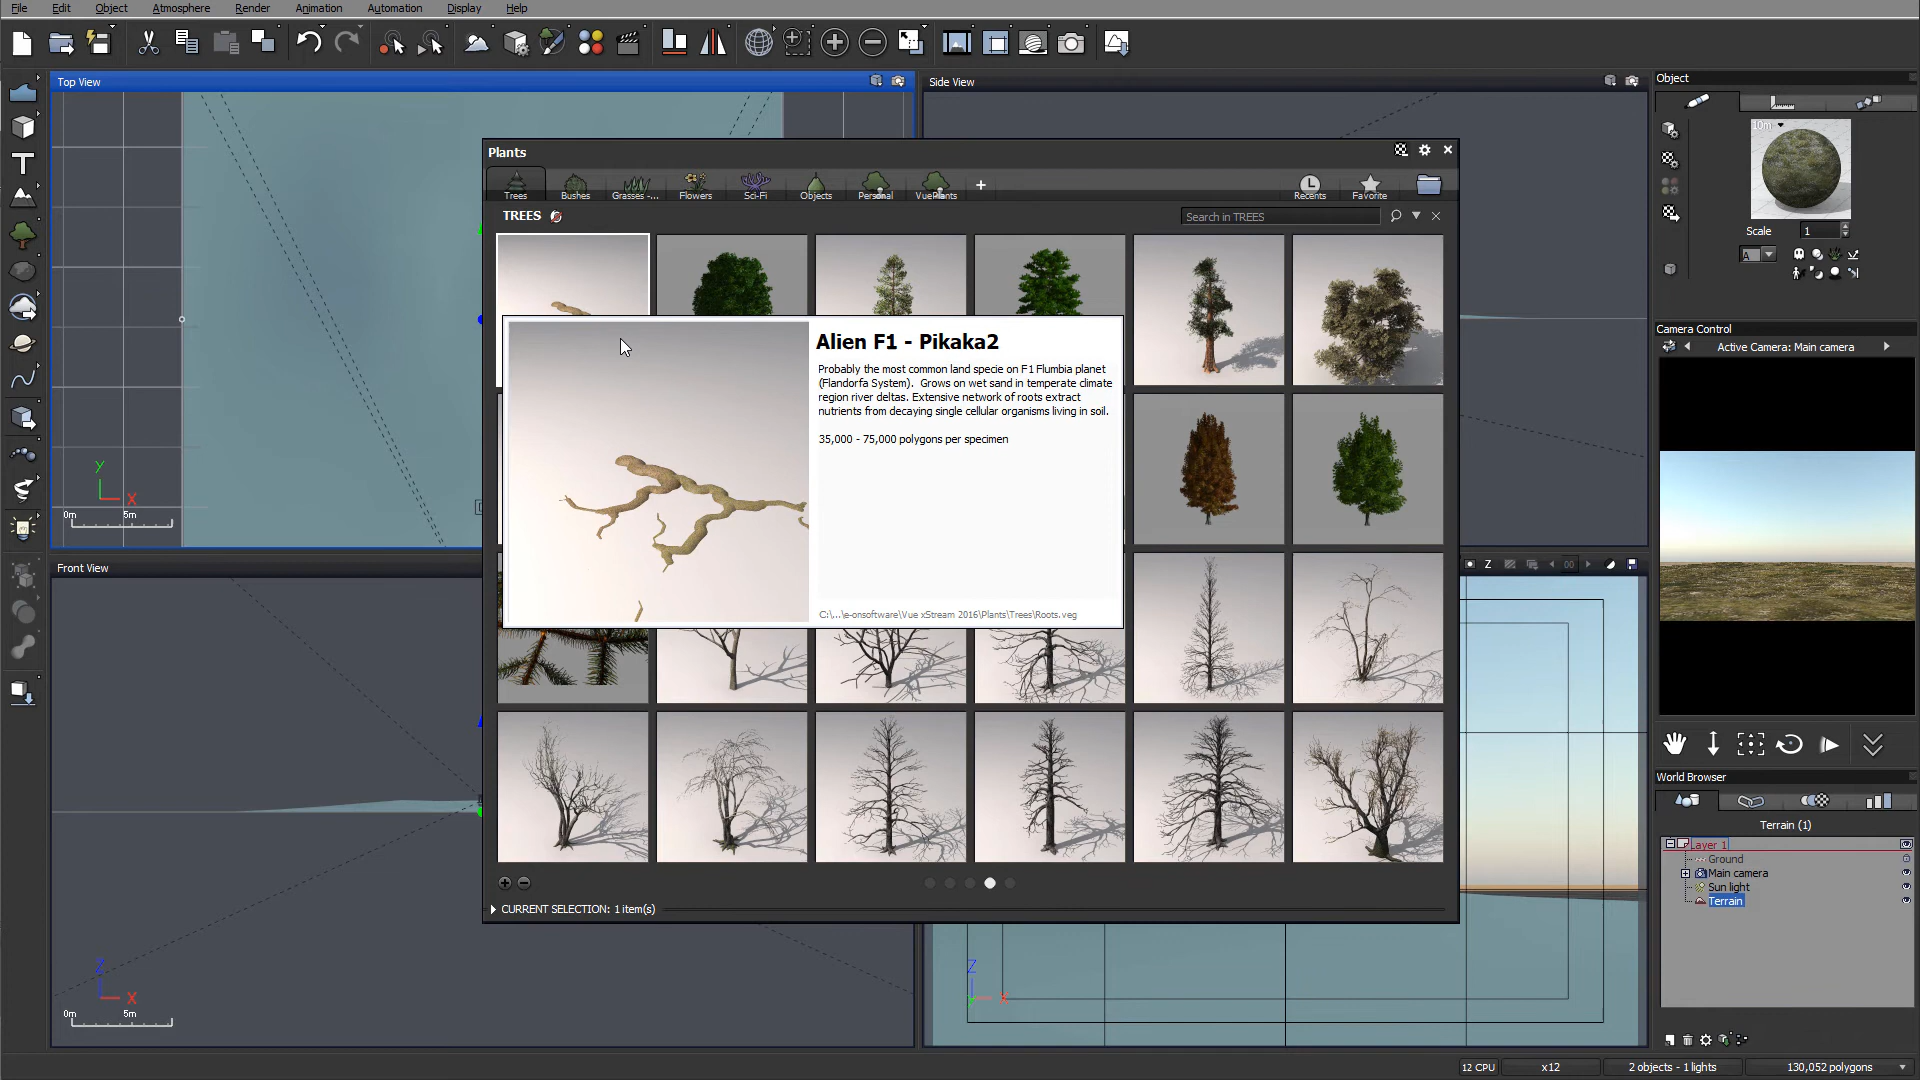 File Edit Object Atmosphere Render Animation Automation Display Help
Top View
Side View
Object
Plants
10m
Trees Bushes Grasses -... Flowers Sci-Fi Objects Personal VuePlants + Recents Favorite
TREES
Search in TREES
Scale 1
A
Alien F1 - Pikaka2
Probably the most common land specie on F1 Flumbia planet
(Flandorfa System). Grows on wet sand in temperate climate
region river deltas. Extensive network of roots extract
nutrients from decaying single cellular organisms living in soil.
35,000 - 75,000 polygons per specimen
C:\...\e-onsoftware\Vue xStream 2016\Plants\Trees\Roots.veg
Camera Control
Active Camera: Main camera
Y
X
0m 5m
Front View
Z
00
World Browser
Terrain (1)
Layer 1
Ground
Main camera
Sun light
Terrain
CURRENT SELECTION: 1 item(s)
Z
X
0m 5m
Z
Y
X
12 CPU x12 2 objects - 1 lights 130,052 polygons